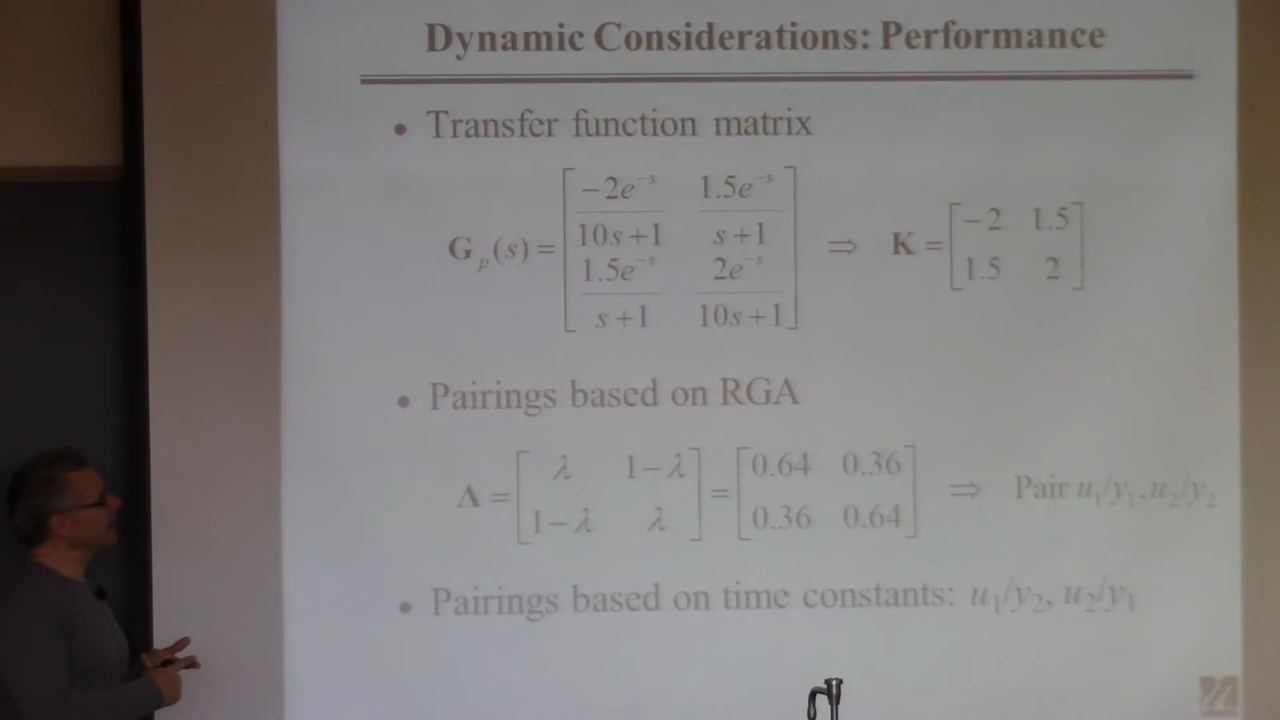 Dynamic Considerations: Performance
• Transfer function matrix
G_p(s) = [ −2e^{−s}/(10s+1)  1.5e^{−s}/(s+1) ; 1.5e^{−s}/(s+1)  2e^{−s}/(10s+1) ] ⇒ K = [ −2  1.5 ; 1.5  2 ]
• Pairings based on RGA
Λ = [ λ  1−λ ; 1−λ  λ ] = [ 0.64  0.36 ; 0.36  0.64 ] ⇒ Pair u₁/y₁, u₂/y₂
• Pairings based on time constants: u₁/y₂, u₂/y₁